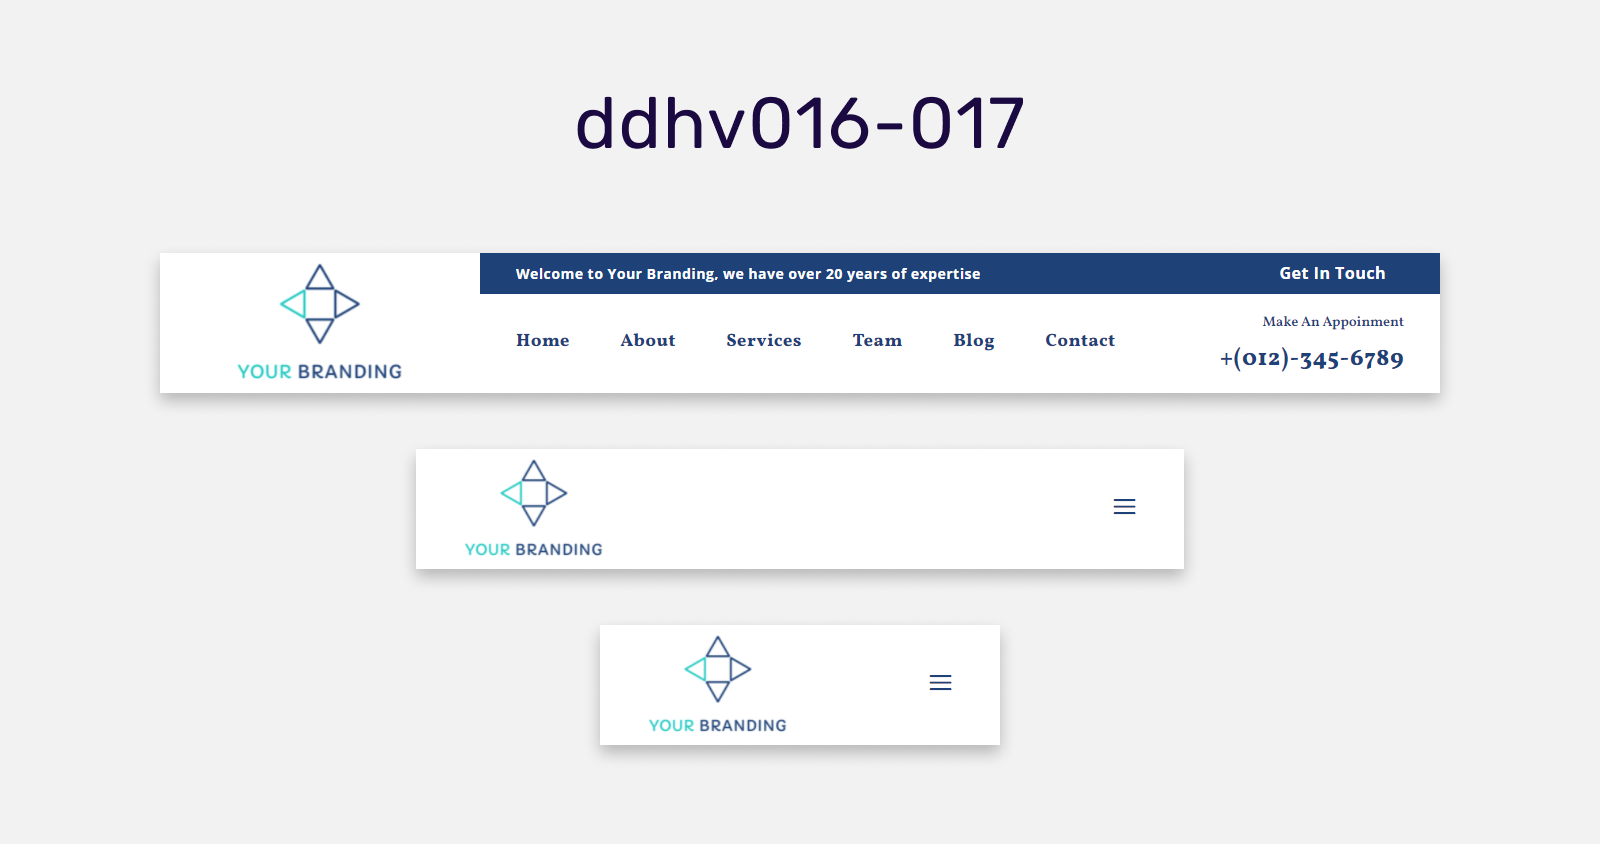 ddhv016-017
YOUR BRANDING
Welcome to Your Branding, we have over 20 years of expertise
Get In Touch
Home About Services Team Blog Contact
Make An Appoinment
+(012)-345-6789
YOUR BRANDING
YOUR BRANDING